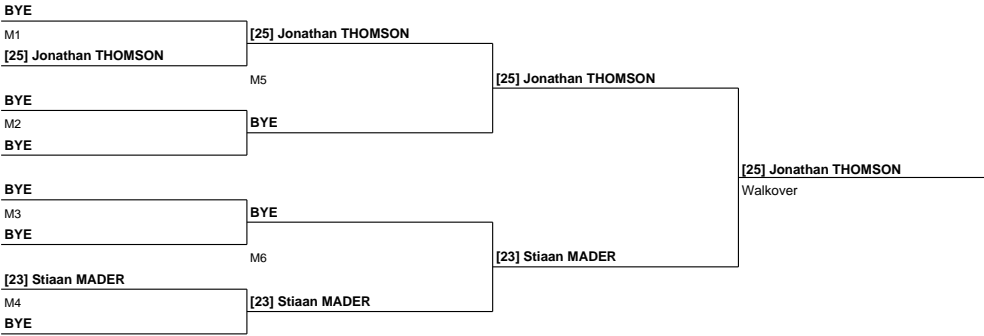 BYE
M1
[25] Jonathan THOMSON
BYE
M2
BYE
BYE
M3
BYE
[23] Stiaan MADER
M4
BYE
[25] Jonathan THOMSON
M5
BYE
BYE
M6
[23] Stiaan MADER
[25] Jonathan THOMSON
[23] Stiaan MADER
[25] Jonathan THOMSON
Walkover